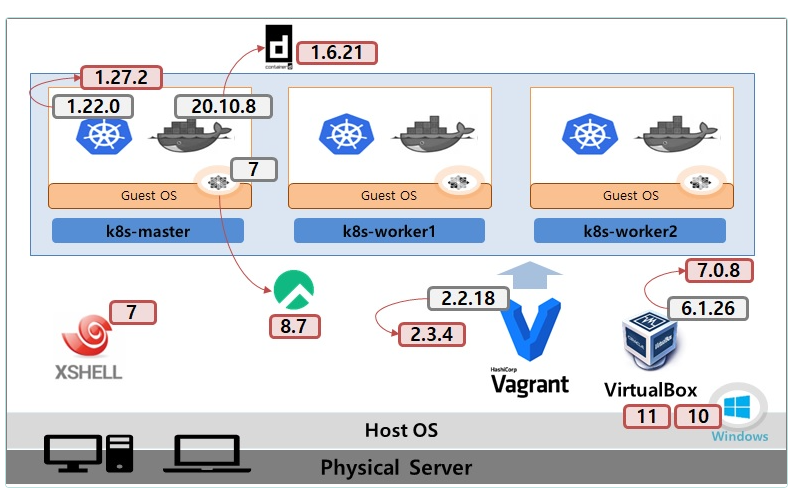 1.6.21
containerd
1.27.2
1.22.0
20.10.8
7
Guest OS
Guest OS
Guest OS
k8s-master
k8s-worker1
k8s-worker2
7.0.8
2.2.18
6.1.26
7
8.7
2.3.4
XSHELL
HashiCorp
Vagrant
VirtualBox
11
10
Windows
Host OS
Physical Server